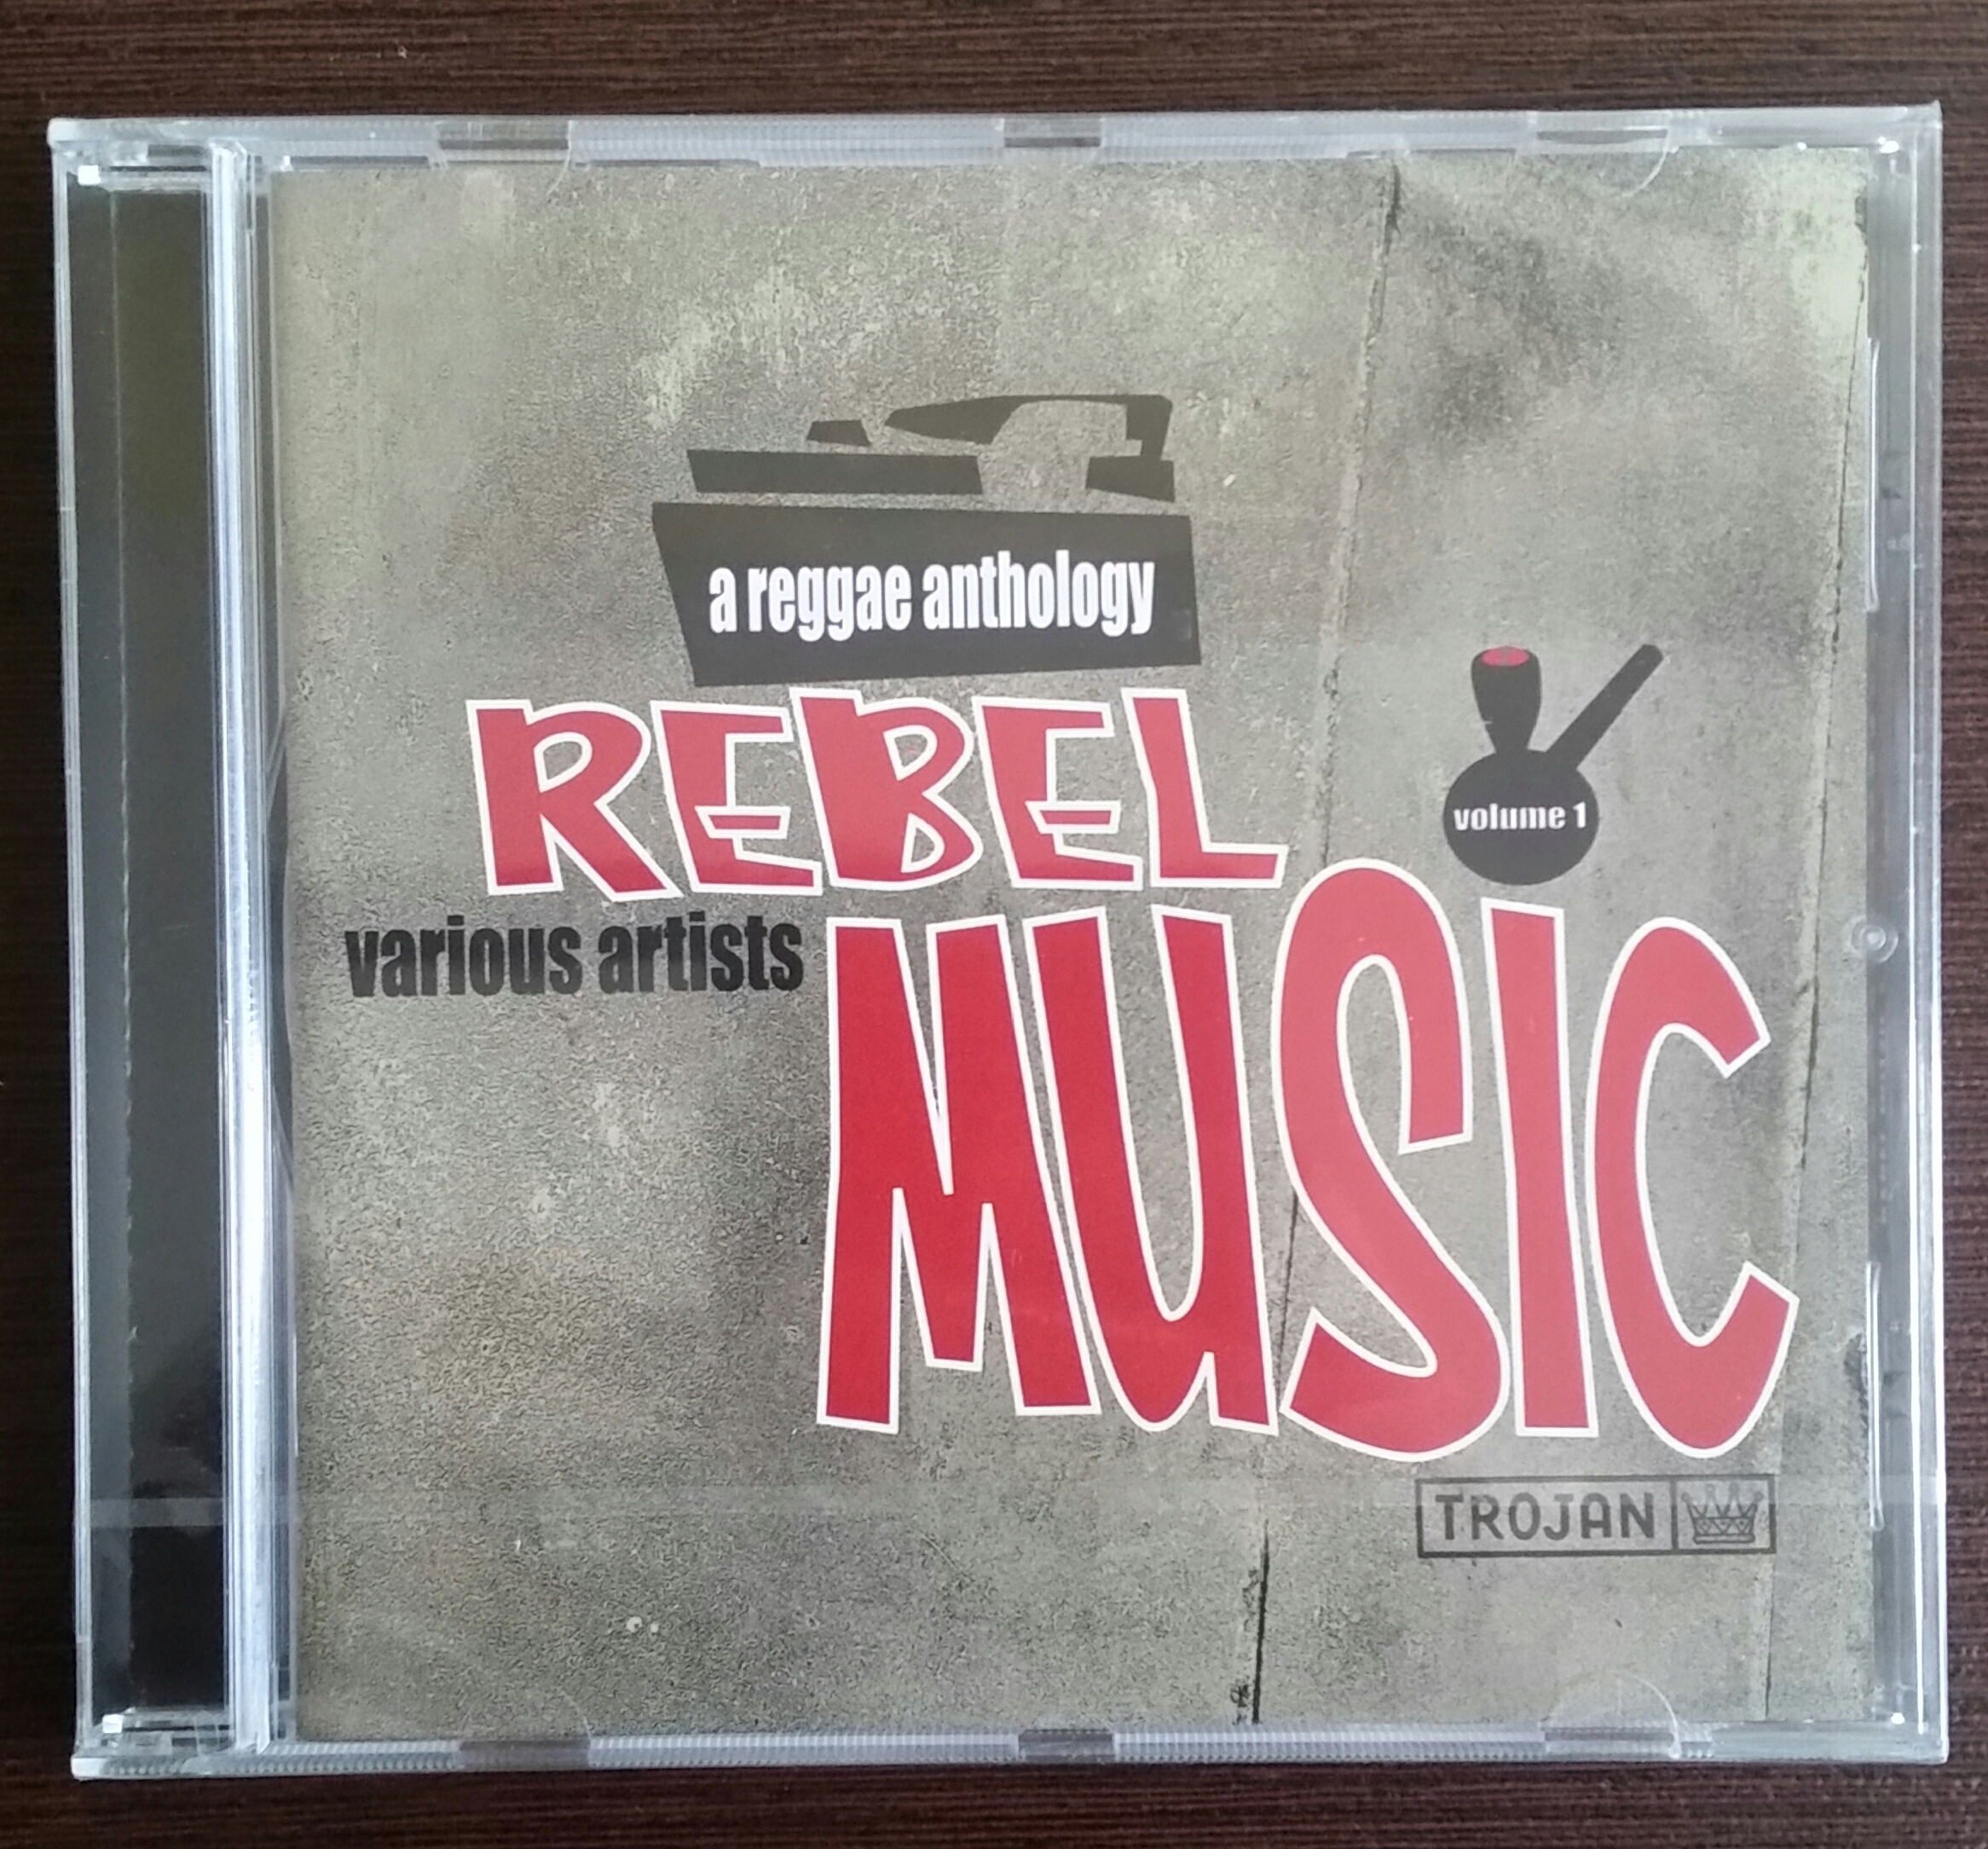 a reggae anthology
REBEL
volume 1
various artists
MUSIC
TROJAN